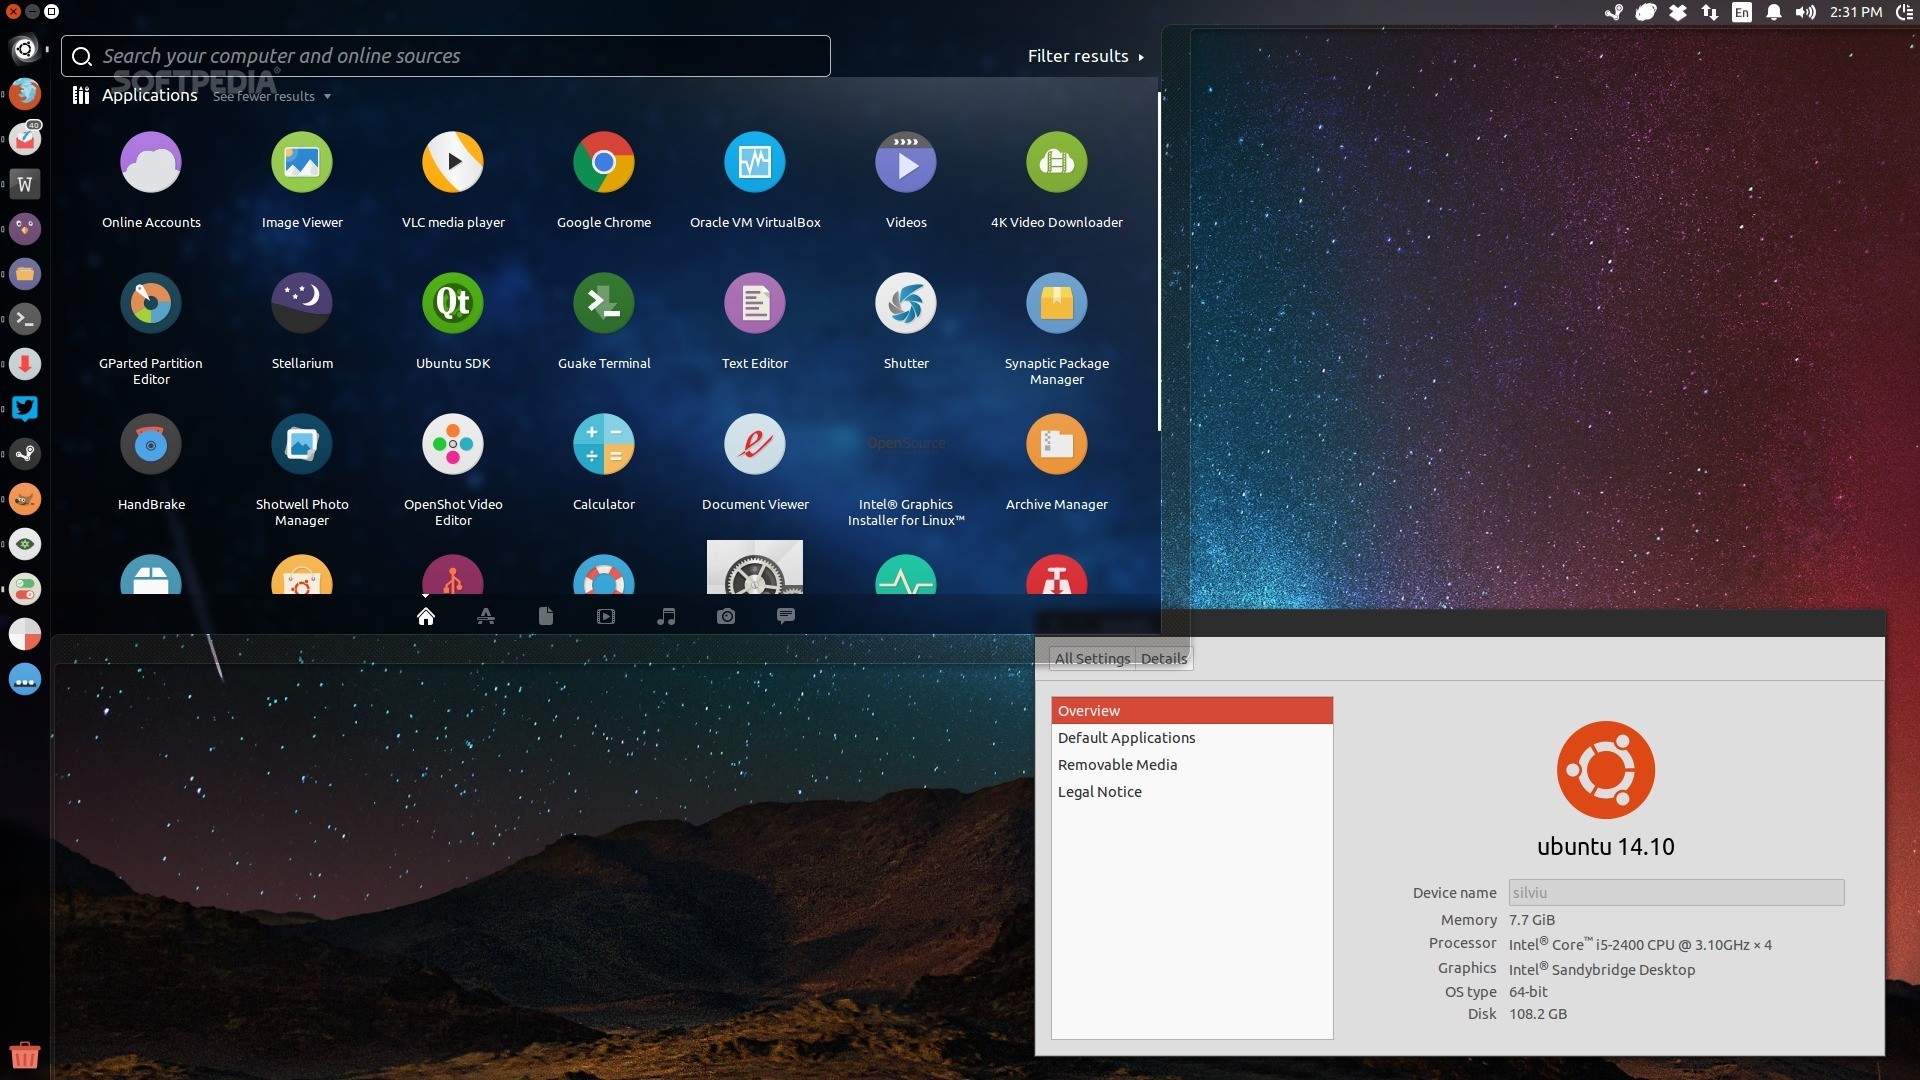 En
2:31 PM
Search your computer and online sources
Filter results
SOFTPEDIA®
Applications
See fewer results
Online Accounts
Image Viewer
VLC media player
Google Chrome
Oracle VM VirtualBox
Videos
4K Video Downloader
GParted Partition
Editor
Stellarium
Qt
Ubuntu SDK
Guake Terminal
Text Editor
Shutter
Synaptic Package
Manager
HandBrake
Shotwell Photo
Manager
OpenShot Video
Editor
Calculator
Document Viewer
OpenSource
Intel® Graphics
Installer for Linux™
Archive Manager
40
W
All Settings
Details
Overview
Default Applications
Removable Media
Legal Notice
ubuntu 14.10
Device name silviu
Memory 7.7 GiB
Processor Intel® Core™ i5-2400 CPU @ 3.10GHz × 4
Graphics Intel® Sandybridge Desktop
OS type 64-bit
Disk 108.2 GB